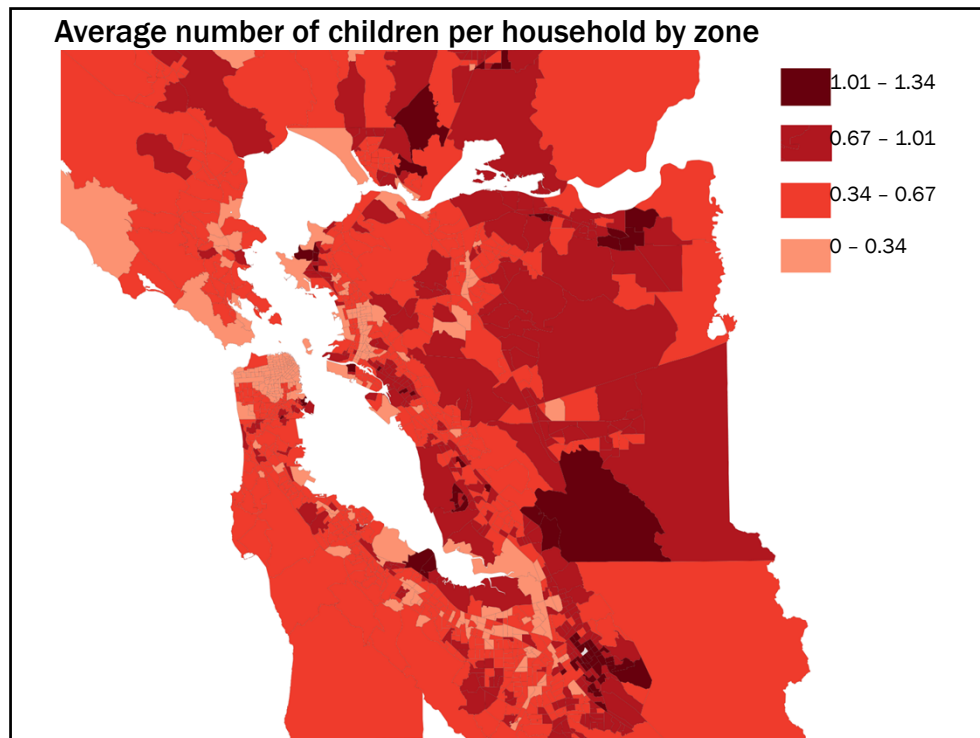 Average number of children per household by zone
1.01 – 1.34
0.67 – 1.01
0.34 – 0.67
0 – 0.34